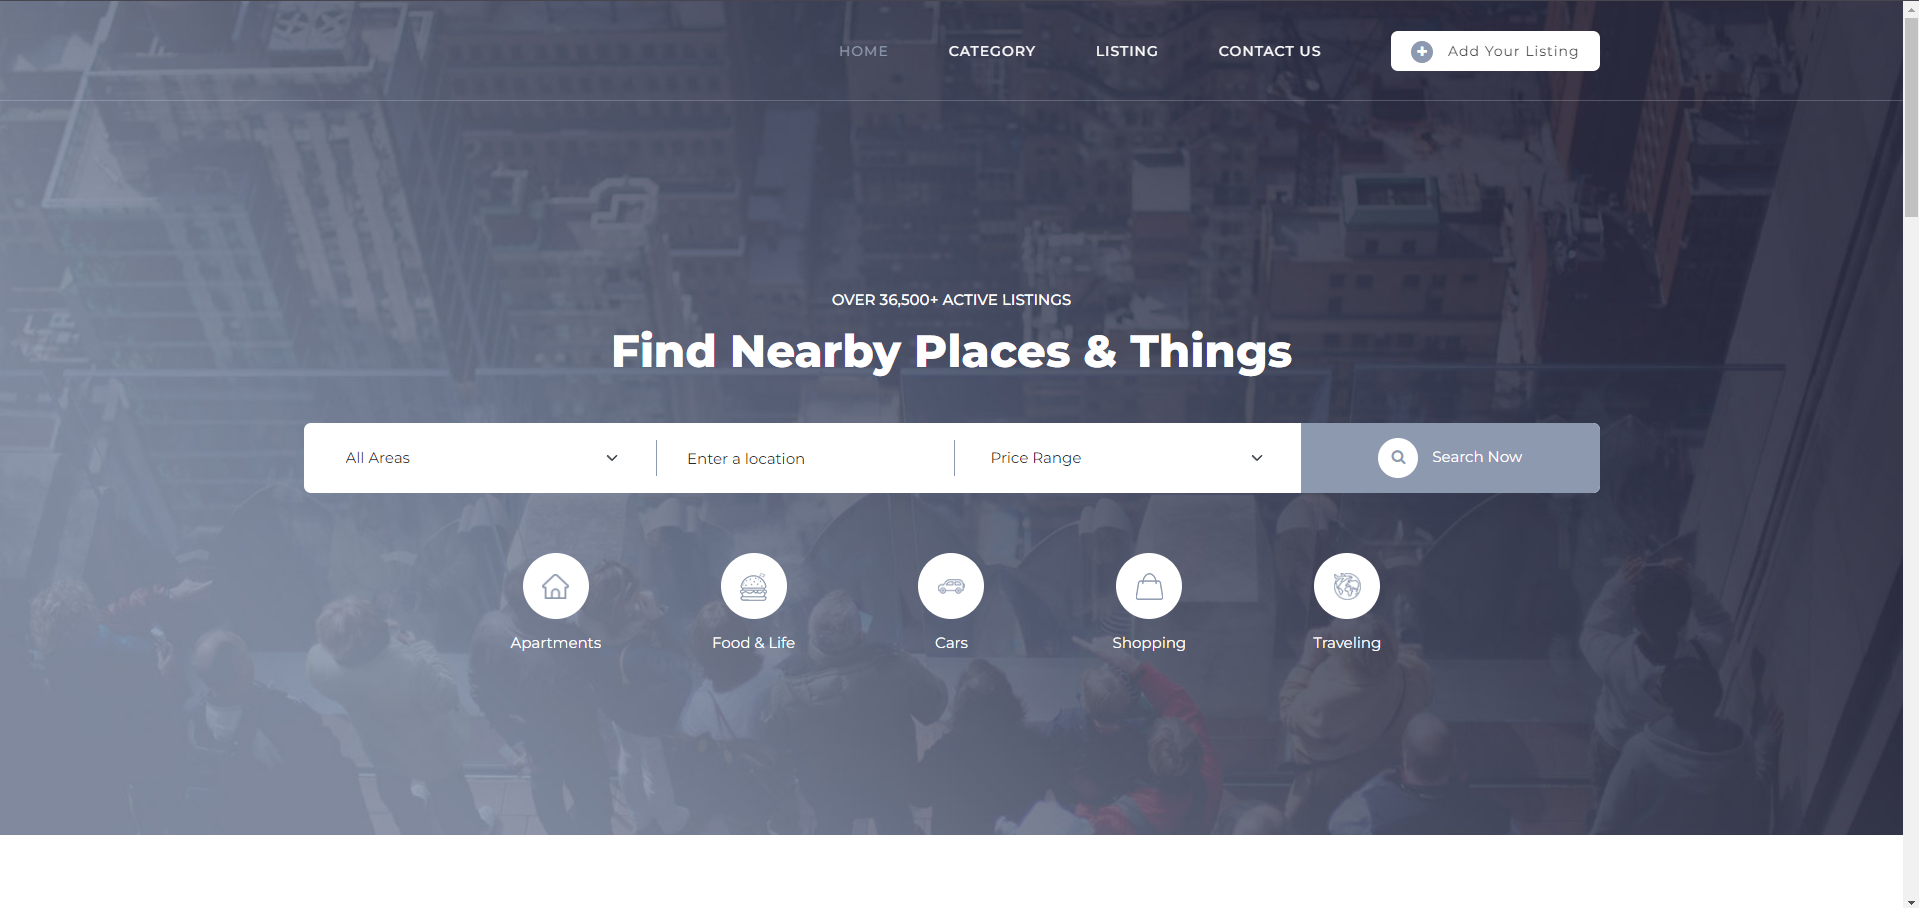 HOME
CATEGORY
LISTING
CONTACT US
Add Your Listing
OVER 36,500+ ACTIVE LISTINGS
Find Nearby Places & Things
All Areas
Enter a location
Price Range
Search Now
Apartments
Food & Life
Cars
Shopping
Traveling